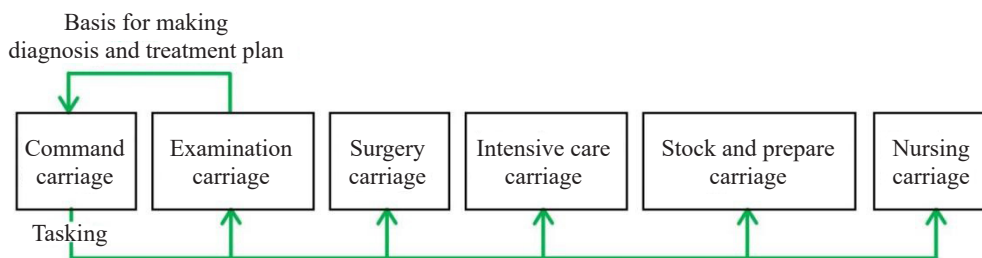 Basis for making
diagnosis and treatment plan
Command
carriage
Examination
carriage
Surgery
carriage
Intensive care
carriage
Stock and prepare
carriage
Nursing
carriage
Tasking